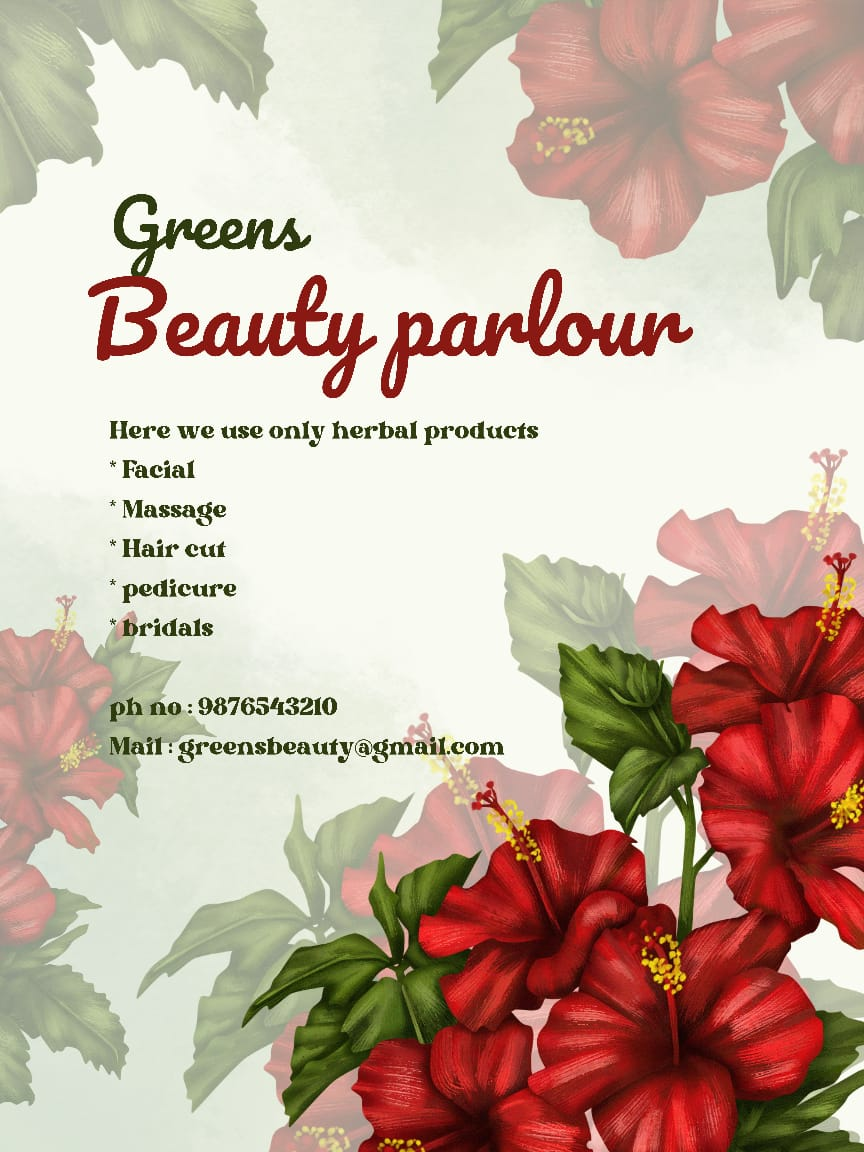 Greens
Beauty parlour
Here we use only herbal products
* Facial
* Massage
* Hair cut
* pedicure
* bridals
ph no : 9876543210
Mail : greensbeauty@gmail.com